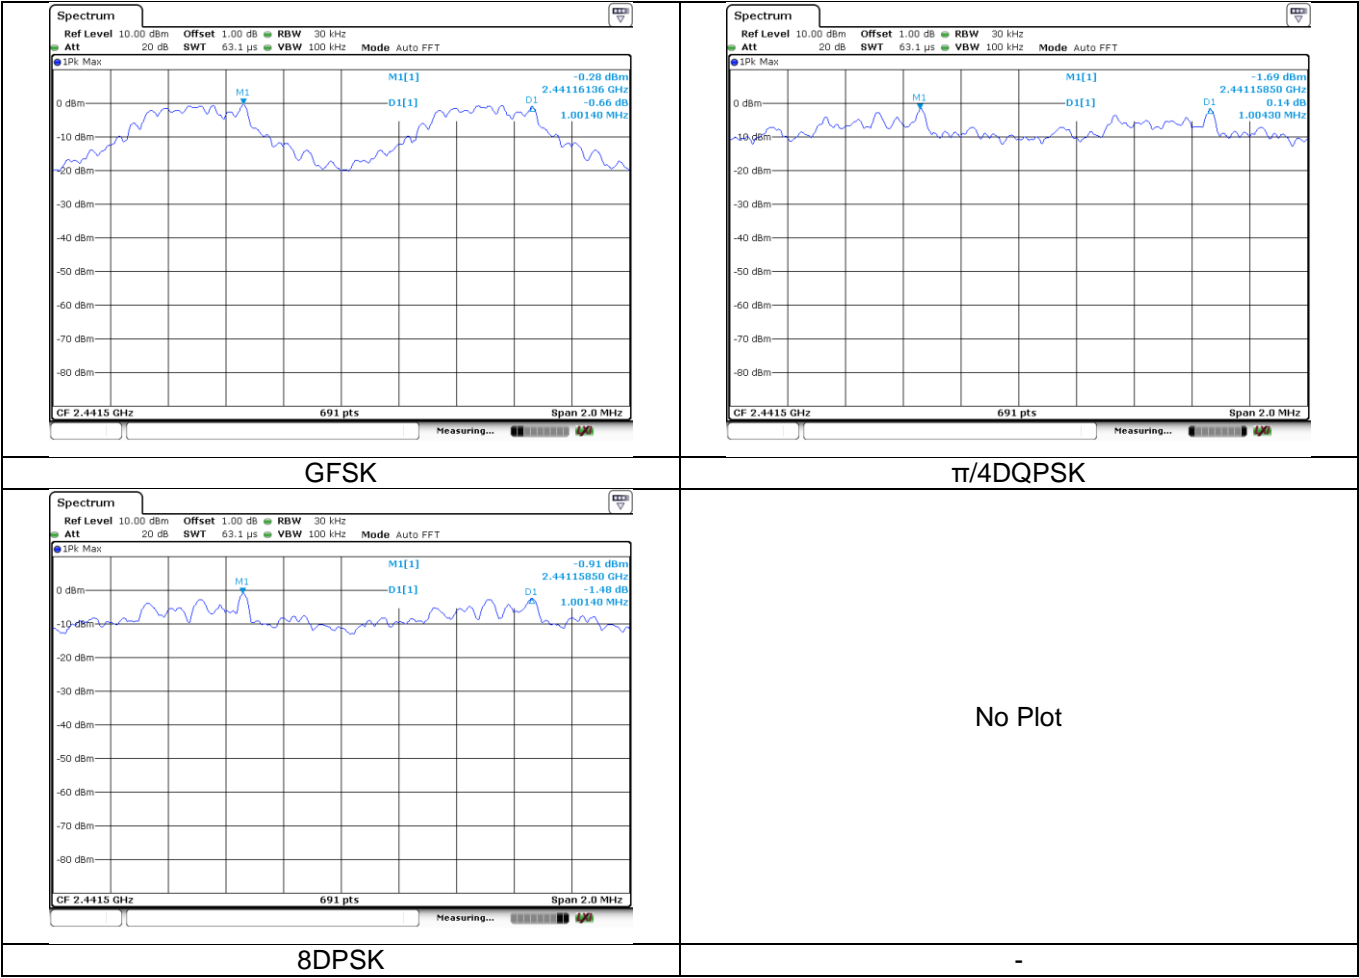 Spectrum
Ref Level 10.00 dBm Offset 1.00 dB RBW 30 kHz
Att 20 dB SWT 63.1 µs VBW 100 kHz Mode Auto FFT
1Pk Max
M1[1] -0.28 dBm
2.44116136 GHz
D1[1] -0.66 dB
1.00140 MHz
M1
D1
0 dBm
-10 dBm
-20 dBm
-30 dBm
-40 dBm
-50 dBm
-60 dBm
-70 dBm
-80 dBm
CF 2.4415 GHz 691 pts Span 2.0 MHz
Measuring...
GFSK
Spectrum
Ref Level 10.00 dBm Offset 1.00 dB RBW 30 kHz
Att 20 dB SWT 63.1 µs VBW 100 kHz Mode Auto FFT
1Pk Max
M1[1] -1.69 dBm
2.44115850 GHz
D1[1] 0.14 dB
1.00430 MHz
M1
D1
0 dBm
-10 dBm
-20 dBm
-30 dBm
-40 dBm
-50 dBm
-60 dBm
-70 dBm
-80 dBm
CF 2.4415 GHz 691 pts Span 2.0 MHz
Measuring...
π/4DQPSK
Spectrum
Ref Level 10.00 dBm Offset 1.00 dB RBW 30 kHz
Att 20 dB SWT 63.1 µs VBW 100 kHz Mode Auto FFT
1Pk Max
M1[1] -0.91 dBm
2.44115850 GHz
D1[1] -1.48 dB
1.00140 MHz
M1
D1
0 dBm
-10 dBm
-20 dBm
-30 dBm
-40 dBm
-50 dBm
-60 dBm
-70 dBm
-80 dBm
CF 2.4415 GHz 691 pts Span 2.0 MHz
Measuring...
8DPSK
No Plot
-